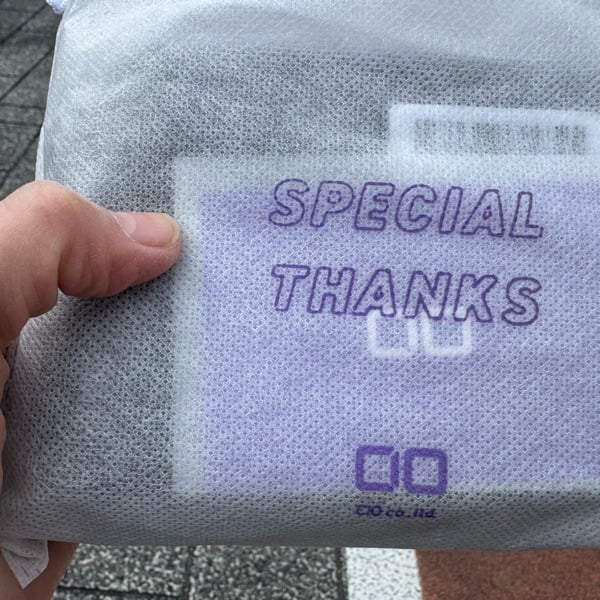 SPECIAL
THANKS
CIO
CIO co.,ltd.